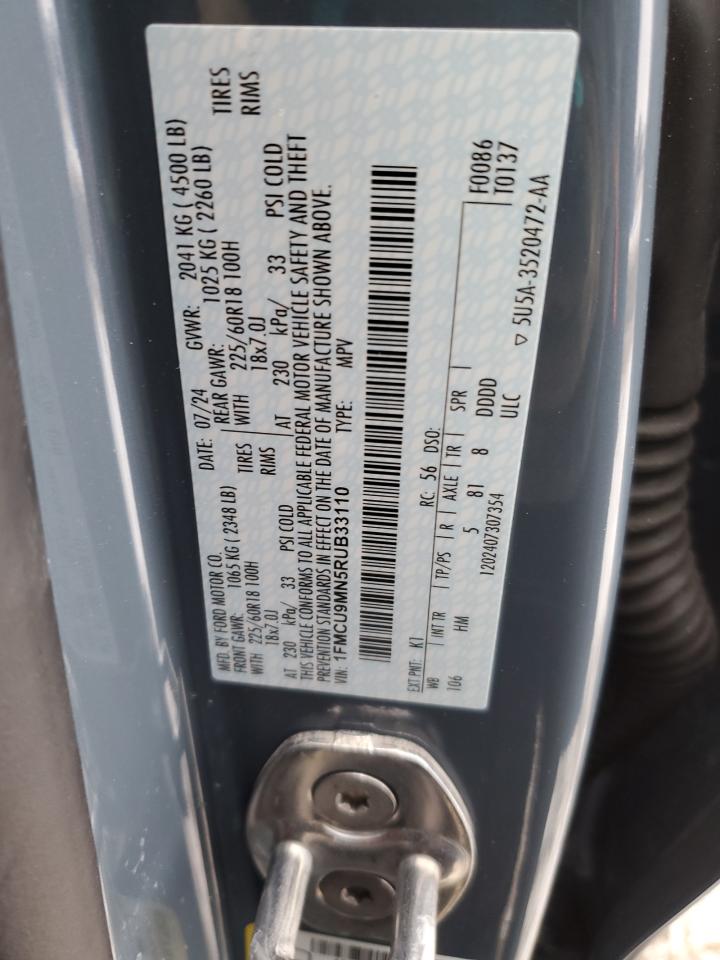 MFD. BY FORD MOTOR CO. DATE: 07/24 GVWR: 2041 KG ( 4500 LB)
FRONT GAWR: 1065 KG ( 2348 LB) REAR GAWR: 1025 KG ( 2260 LB)
WITH 225/60R18 100H TIRES WITH 225/60R18 100H TIRES
18x7.0J RIMS 18x7.0J RIMS
AT 230 kPa/ 33 PSI COLD AT 230 kPa/ 33 PSI COLD
THIS VEHICLE CONFORMS TO ALL APPLICABLE FEDERAL MOTOR VEHICLE SAFETY AND THEFT
PREVENTION STANDARDS IN EFFECT ON THE DATE OF MANUFACTURE SHOWN ABOVE.
VIN: 1FMCU9MN5RUB33110 TYPE: MPV
EXT PNT: K1 RC: 56 DSO: F0086
T0137
WB INT TR TP/PS R AXLE TR SPR
106 HM 5 81 8 DDDD
1202407307354 ULC
▽ 5U5A-3520472-AA